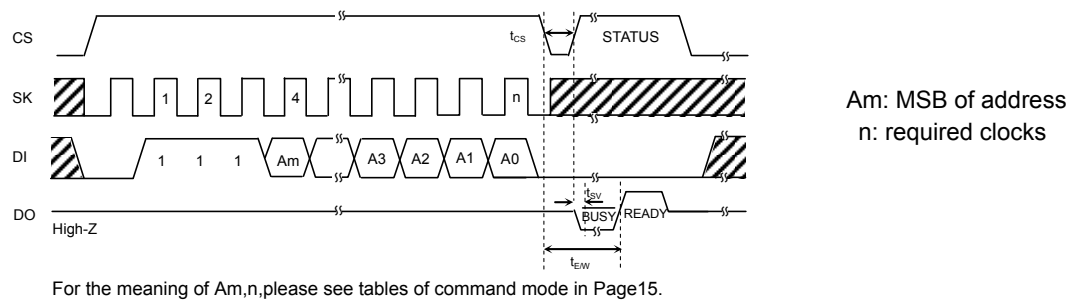 CS
tCS
STATUS
SK
1
2
4
n
DI
1 1 1
Am
A3
A2
A1
A0
tSV
DO
BUSY
READY
High-Z
tE/W
Am: MSB of address
n: required clocks
For the meaning of Am,n,please see tables of command mode in Page15.